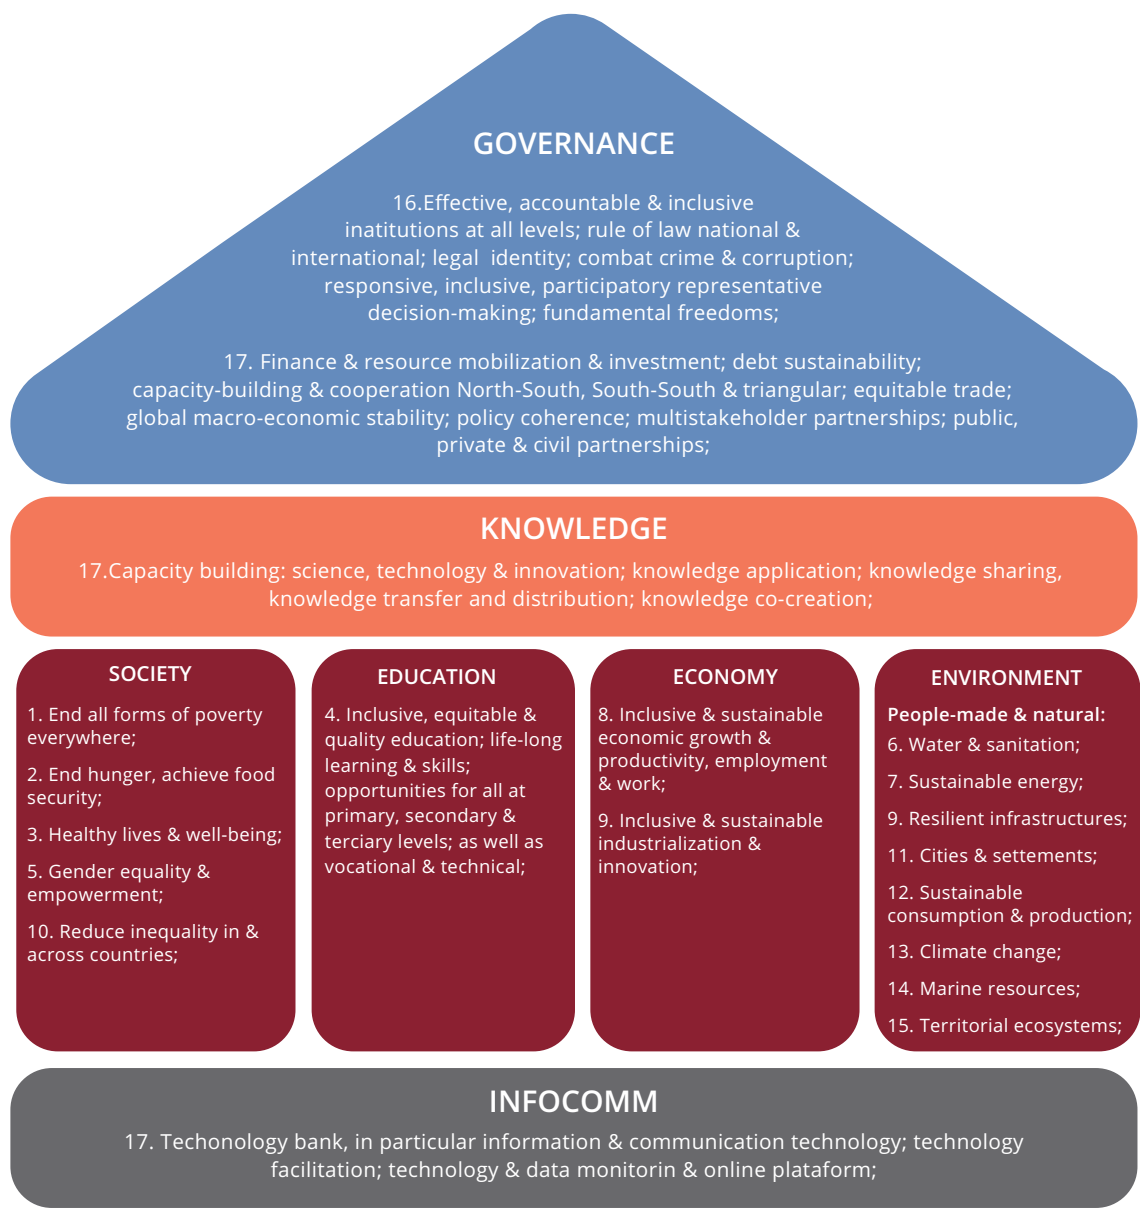 GOVERNANCE
16.Effective, accountable & inclusive
inatitutions at all levels; rule of law national &
international; legal identity; combat crime & corruption;
responsive, inclusive, participatory representative
decision-making; fundamental freedoms;
17. Finance & resource mobilization & investment; debt sustainability;
capacity-building & cooperation North-South, South-South & triangular; equitable trade;
global macro-economic stability; policy coherence; multistakeholder partnerships; public,
private & civil partnerships;
KNOWLEDGE
17.Capacity building: science, technology & innovation; knowledge application; knowledge sharing,
knowledge transfer and distribution; knowledge co-creation;
SOCIETY
1. End all forms of poverty
everywhere;
2. End hunger, achieve food
security;
3. Healthy lives & well-being;
5. Gender equality &
empowerment;
10. Reduce inequality in &
across countries;
EDUCATION
4. Inclusive, equitable &
quality education; life-long
learning & skills;
opportunities for all at
primary, secondary &
terciary levels; as well as
vocational & technical;
ECONOMY
8. Inclusive & sustainable
economic growth &
productivity, employment
& work;
9. Inclusive & sustainable
industrialization &
innovation;
ENVIRONMENT
People-made & natural:
6. Water & sanitation;
7. Sustainable energy;
9. Resilient infrastructures;
11. Cities & settements;
12. Sustainable
consumption & production;
13. Climate change;
14. Marine resources;
15. Territorial ecosystems;
INFOCOMM
17. Techonology bank, in particular information & communication technology; technology
facilitation; technology & data monitorin & online plataform;